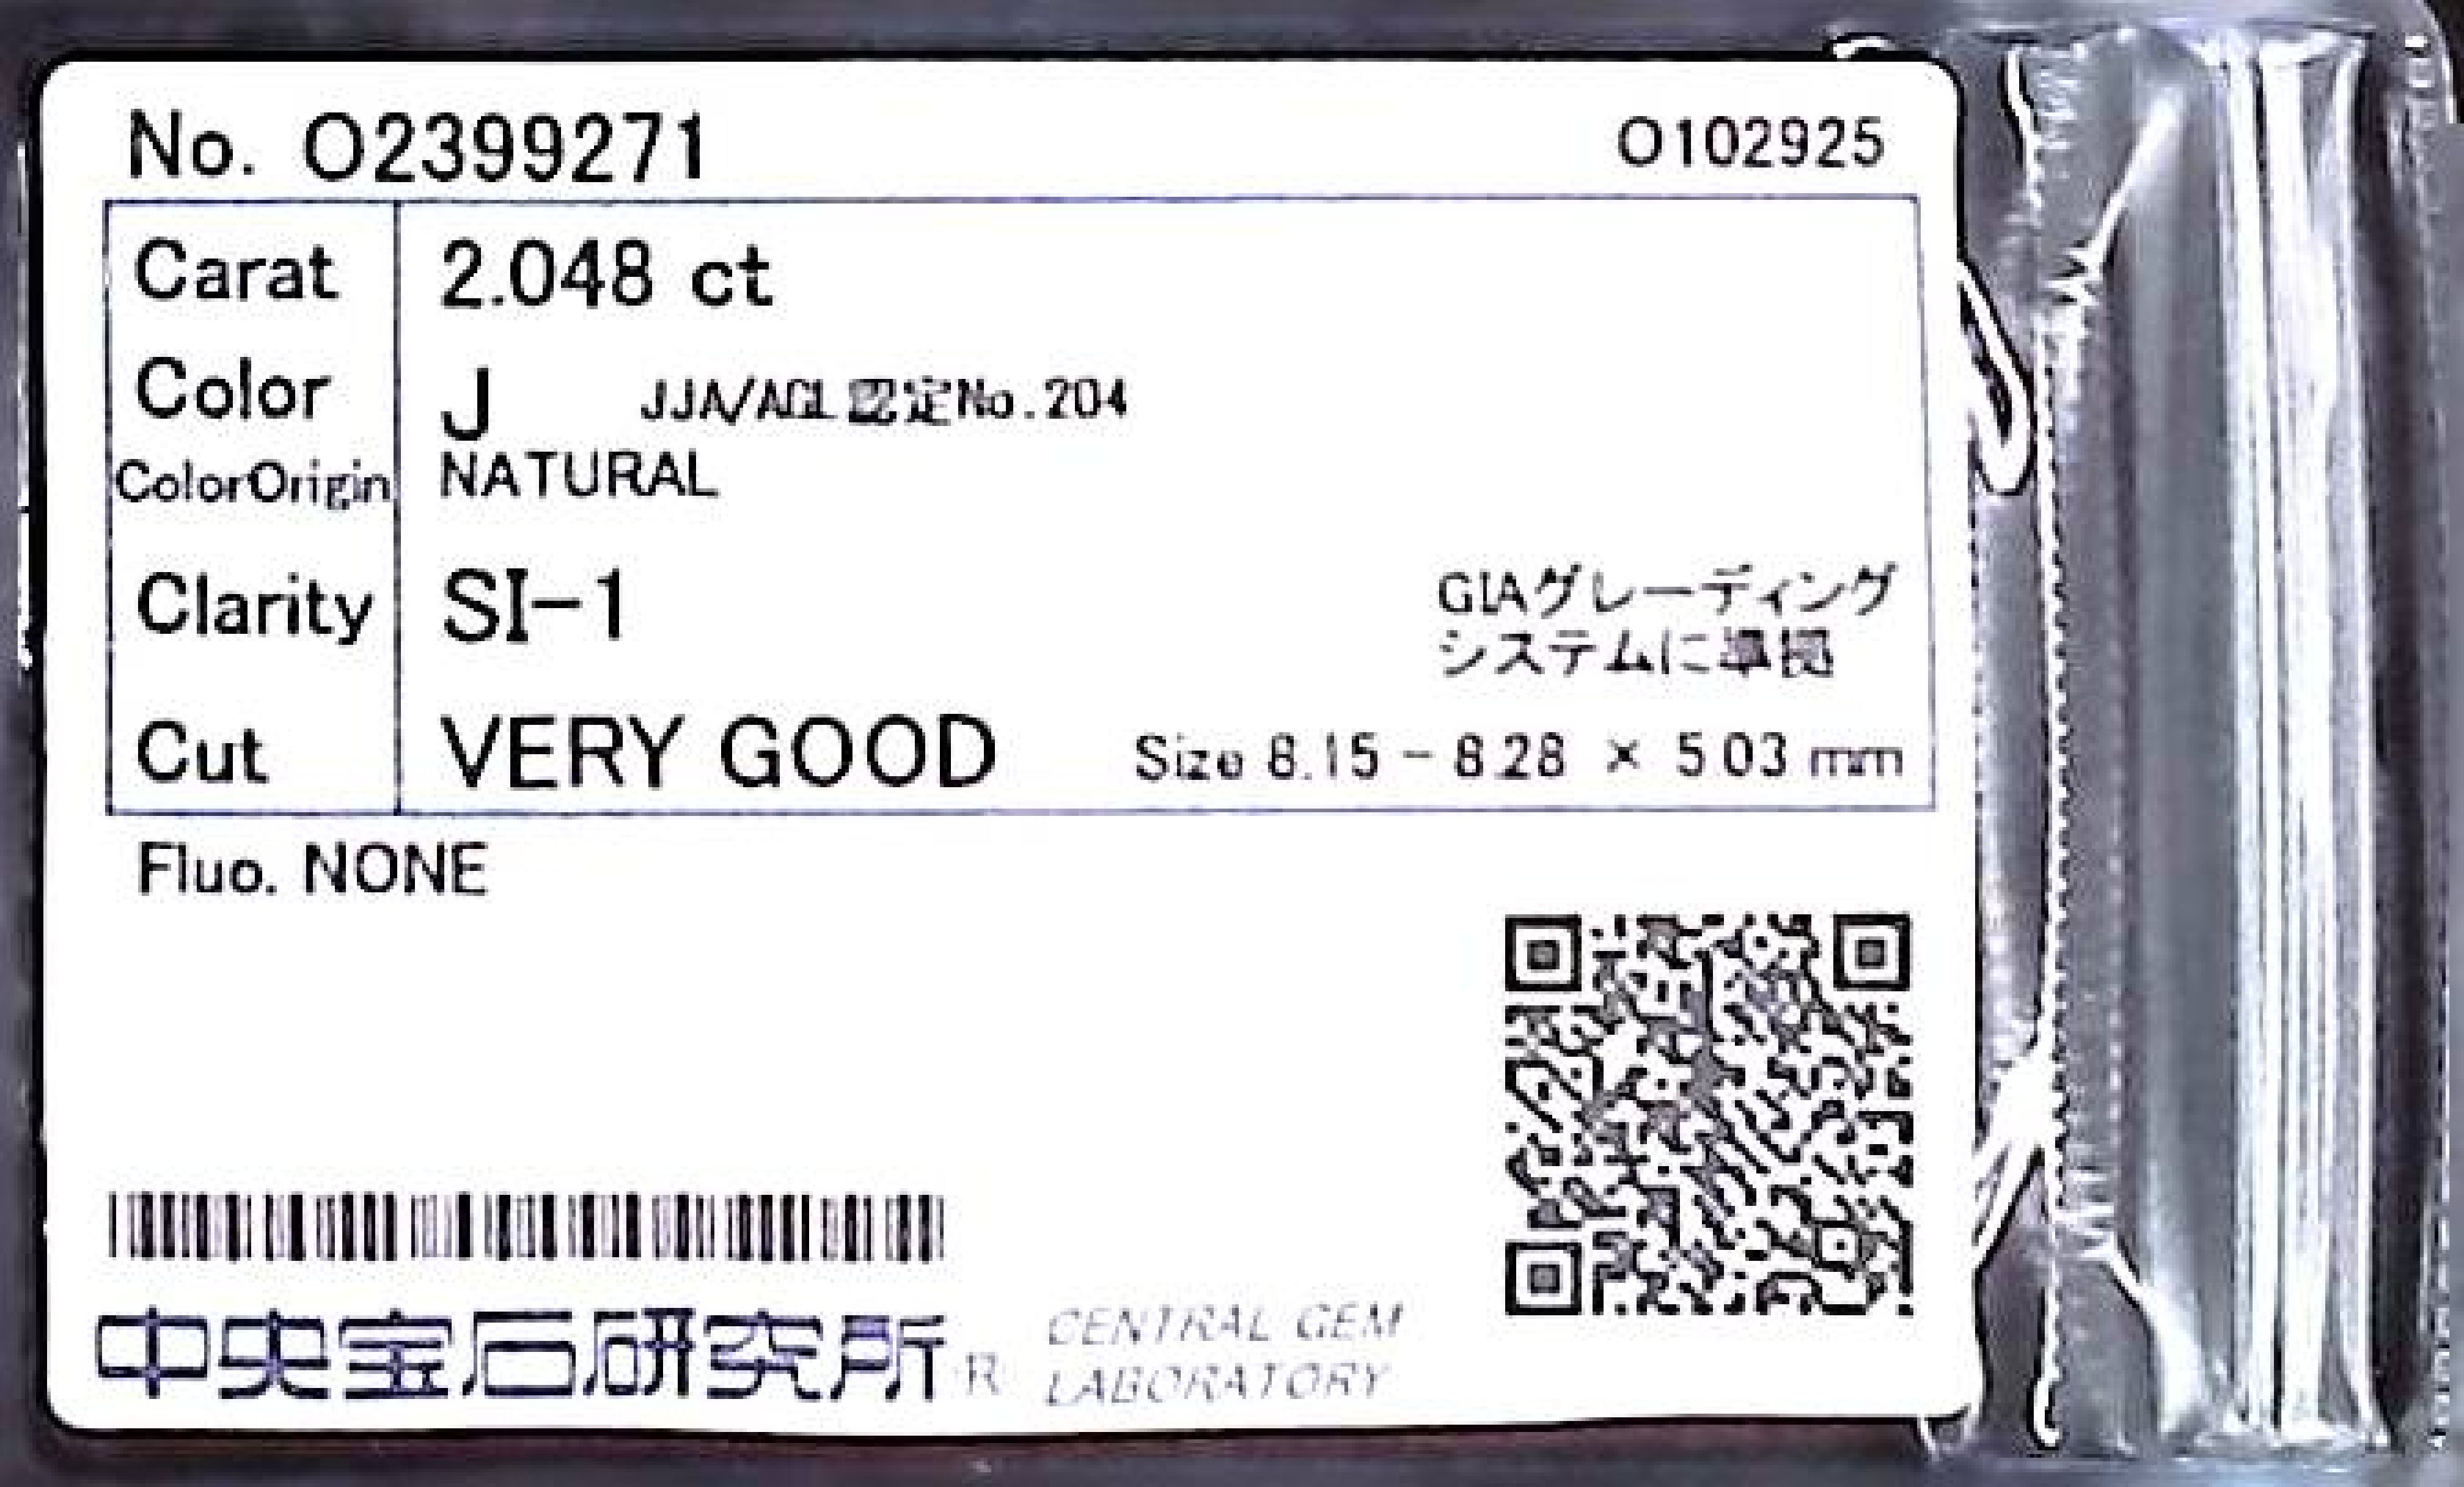 No. O2399271
O102925
Carat 2.048 ct
Color J JJA/AGL認定No.204
ColorOrigin NATURAL
Clarity SI-1
GIAグレーディング
システムに準拠
Cut VERY GOOD Size 8.15 - 8.28 × 5.03 mm
Fluo. NONE
中央宝石研究所 R CENTRAL GEM
LABORATORY